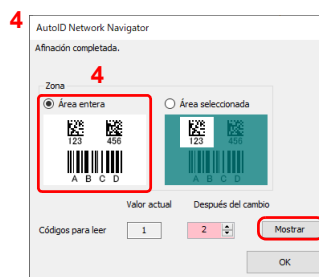 4
AutoID Network Navigator
Afinación completada.
4
Zona
Área entera
Área seleccionada
123 456
A B C D
123 456
A B C D
Valor actual Después del cambio
Códigos para leer 1 2 Mostrar
OK